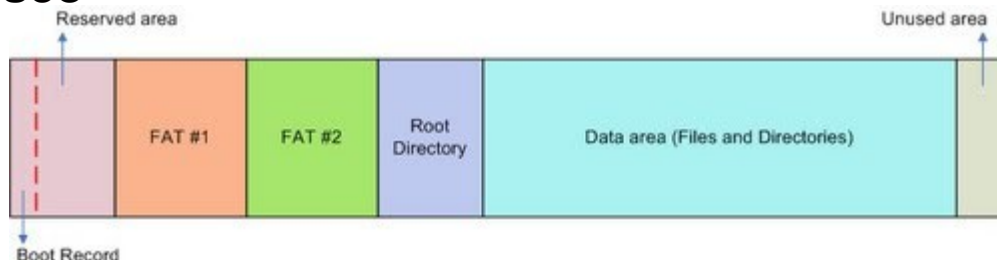 Reserved area
Unused area
FAT #1
FAT #2
Root
Directory
Data area (Files and Directories)
Boot Record